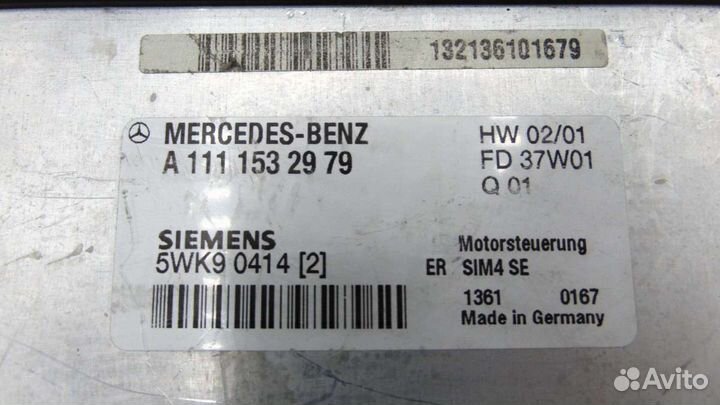 132136101679
MERCEDES-BENZ
A 111 153 29 79
HW 02/01
FD 37W01
Q 01
SIEMENS
5WK9 0414 [2]
Motorsteuerung
ER SIM4 SE
1361 0167
Made in Germany
Avito